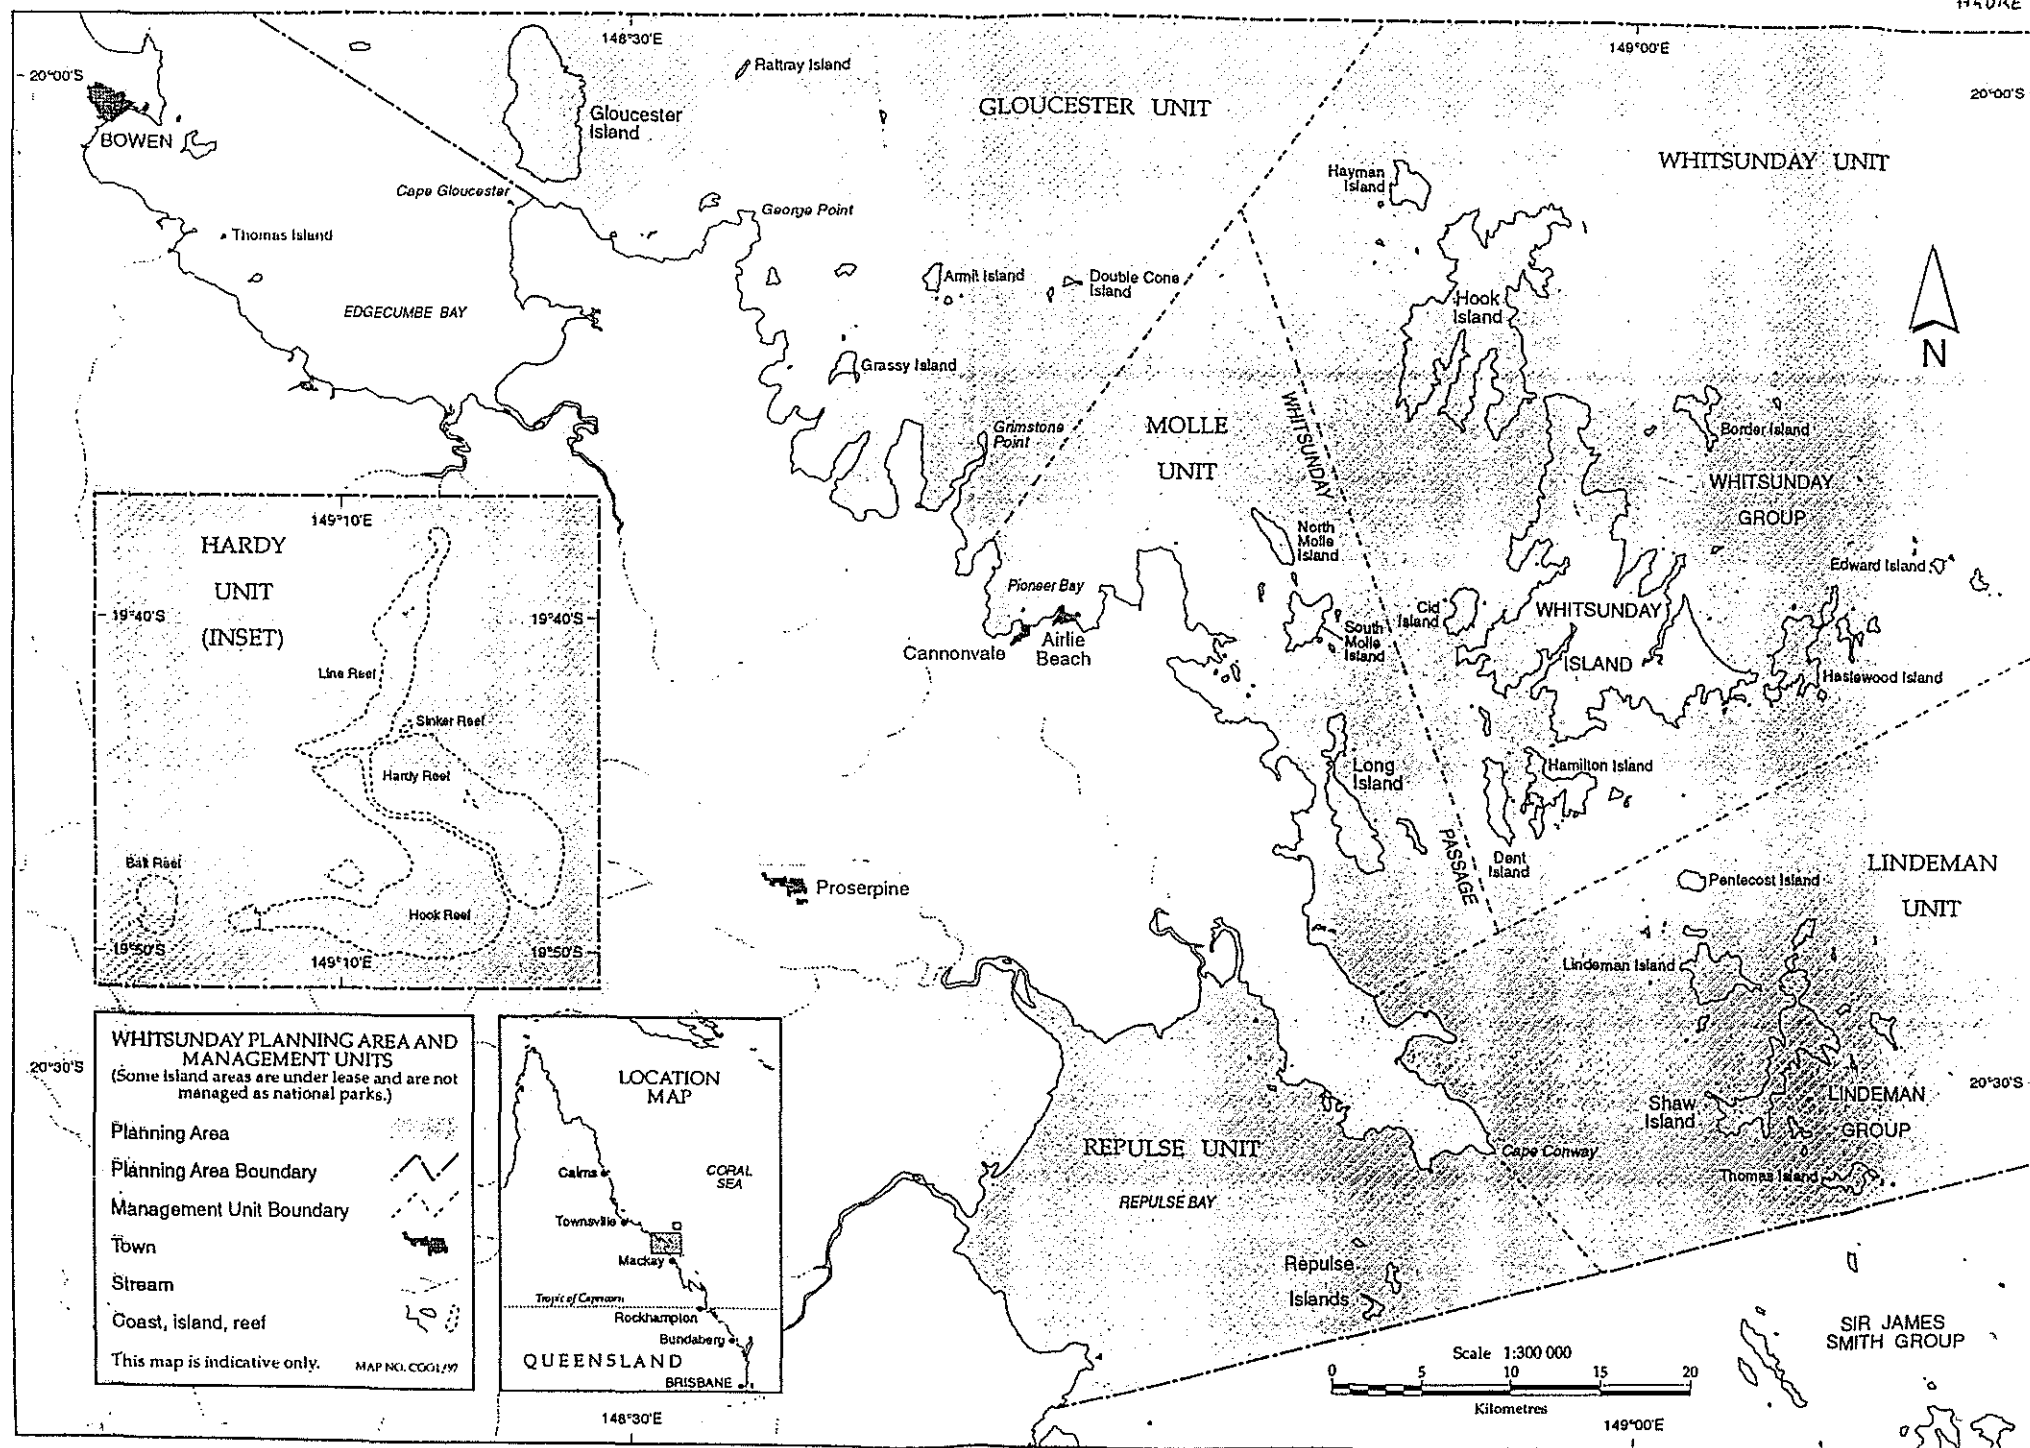 148°30'E
149°00'E
20°00'S
20°00'S
Rattray Island
GLOUCESTER UNIT
Gloucester
Island
BOWEN
WHITSUNDAY UNIT
Hayman
Island
Cape Gloucester
George Point
Thomas Island
Armit Island
Double Cone
Island
EDGECUMBE BAY
Hook
Island
N
Grassy Island
MOLLE
UNIT
Grimstone
Point
WHITSUNDAY
PASSAGE
Border Island
WHITSUNDAY
GROUP
North
Molle
Island
Edward Island
Pioneer Bay
Cid
Island
WHITSUNDAY
ISLAND
South
Molle
Island
Cannonvale
Airlie
Beach
Haslewood Island
Long
Island
Hamilton Island
Dent
Island
Pentecost Island
LINDEMAN
UNIT
Proserpine
Lindeman Island
20°30'S
20°30'S
Shaw
Island
LINDEMAN
GROUP
REPULSE UNIT
Cape Conway
Thomas Island
REPULSE BAY
Repulse
Islands
SIR JAMES
SMITH GROUP
Scale 1:300 000
0 5 10 15 20
Kilometres
148°30'E
149°00'E
149°10'E
HARDY
UNIT
(INSET)
19°40'S
19°40'S
Line Reef
Sinker Reef
Hardy Reef
Bait Reef
Hook Reef
19°50'S
149°10'E
19°50'S
WHITSUNDAY PLANNING AREA AND
MANAGEMENT UNITS
(Some island areas are under lease and are not
managed as national parks.)
Planning Area
Planning Area Boundary
Management Unit Boundary
Town
Stream
Coast, island, reef
This map is indicative only.
MAP NO. COG1/97
LOCATION
MAP
Cairns
CORAL
SEA
Townsville
Mackay
Tropic of Capricorn
Rockhampton
Bundaberg
QUEENSLAND
BRISBANE